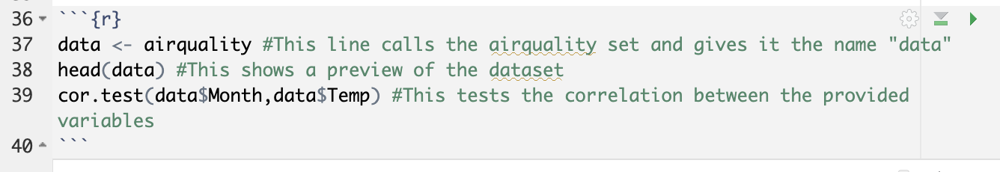 36 ```{r}
37 data <- airquality #This line calls the airquality set and gives it the name "data"
38 head(data) #This shows a preview of the dataset
39 cor.test(data$Month,data$Temp) #This tests the correlation between the provided
variables
40 ```